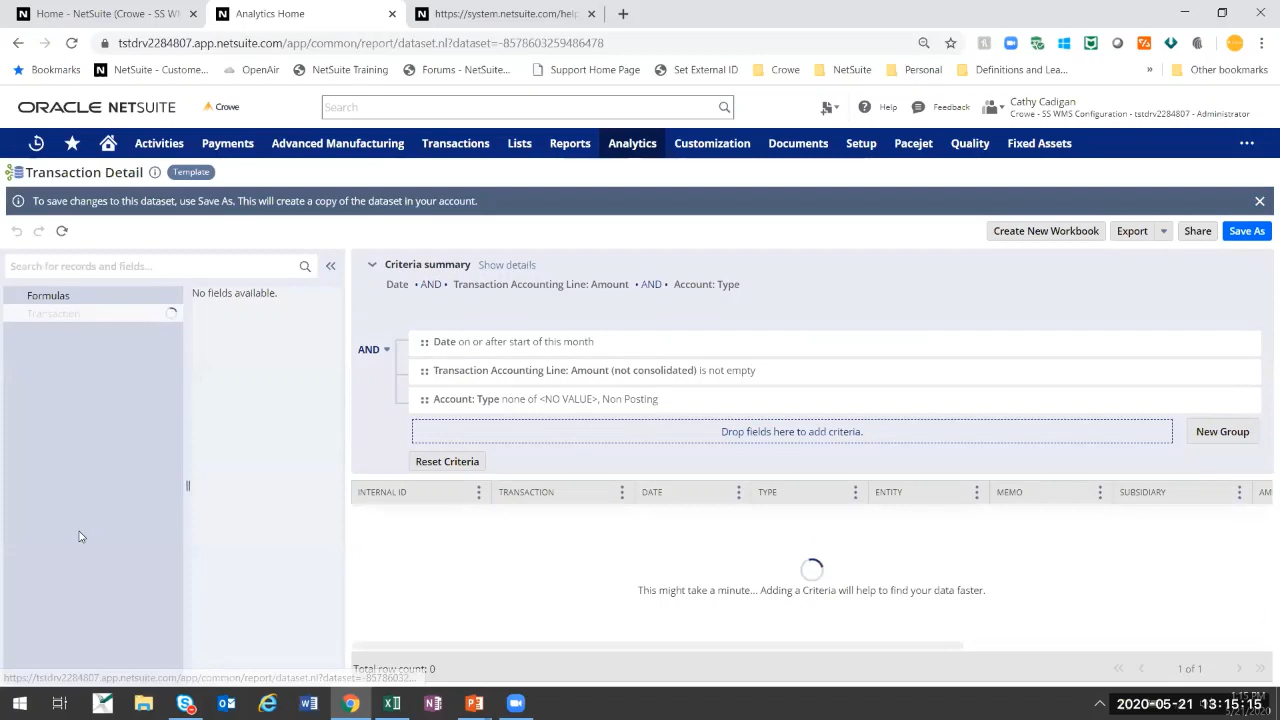 Home - NetSuite (Crowe - SS W
Analytics Home
https://system.netsuite.com/help
tstdrv2284807.app.netsuite.com/app/common/report/dataset.nl?dataset=-8578603259486478
Bookmarks
NetSuite - Custome...
OpenAir
NetSuite Training
Forums - NetSuite...
Support Home Page
Set External ID
Crowe
NetSuite
Personal
Definitions and Lea...
»
Other bookmarks
ORACLE NETSUITE
Crowe
Search
Help
Feedback
Cathy Cadigan
Crowe - SS WMS Configuration - tstdrv2284807 - Administrator
Activities
Payments
Advanced Manufacturing
Transactions
Lists
Reports
Analytics
Customization
Documents
Setup
Pacejet
Quality
Fixed Assets
Transaction Detail
Template
To save changes to this dataset, use Save As. This will create a copy of the dataset in your account.
Create New Workbook
Export
Share
Save As
Search for records and fields...
Formulas
Transaction
No fields available.
Criteria summary Show details
Date • AND • Transaction Accounting Line: Amount • AND • Account: Type
AND
Date on or after start of this month
Transaction Accounting Line: Amount (not consolidated) is not empty
Account: Type none of <NO VALUE>, Non Posting
Drop fields here to add criteria.
New Group
Reset Criteria
INTERNAL ID
TRANSACTION
DATE
TYPE
ENTITY
MEMO
SUBSIDIARY
AM
This might take a minute... Adding a Criteria will help to find your data faster.
Total row count: 0
1 of 1
https://tstdrv2284807.app.netsuite.com/app/common/report/dataset.nl?dataset=-85786032...
2020-05-21 13:15:15